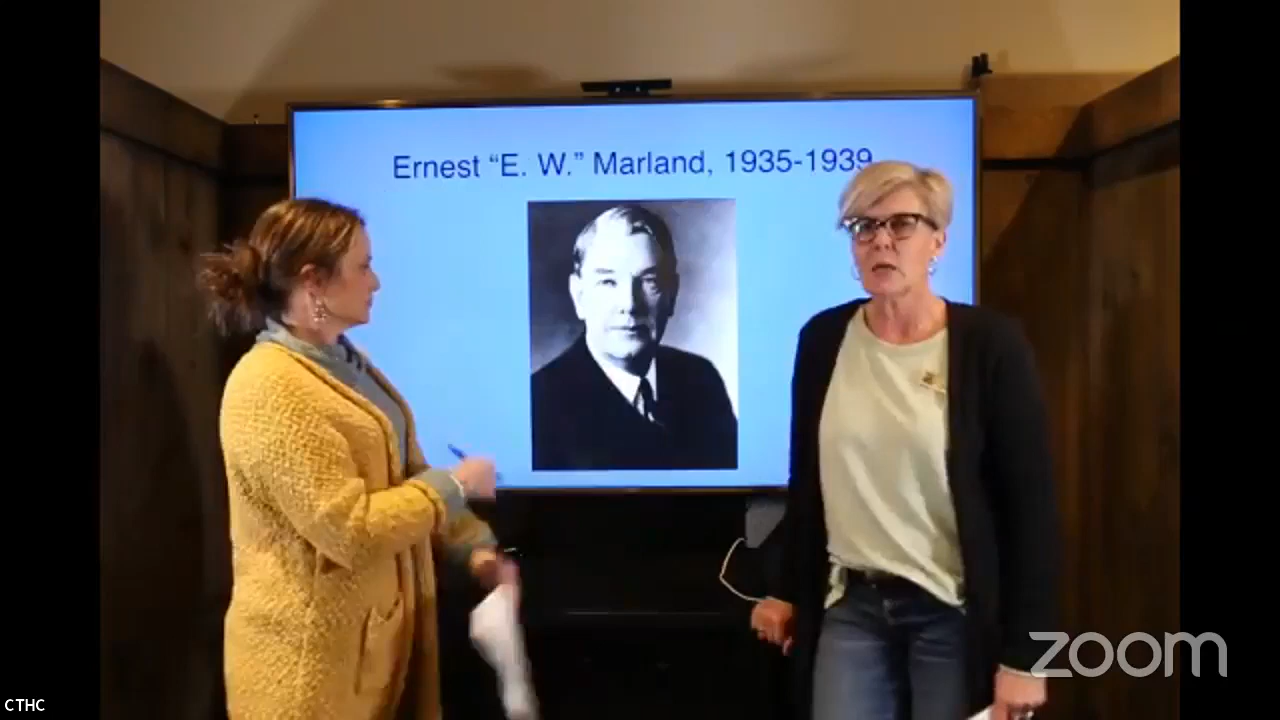 Ernest “E. W.” Marland, 1935-1939
zoom
CTHC